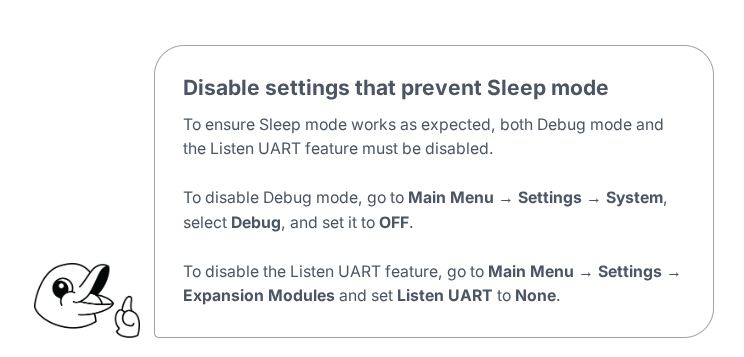 Disable settings that prevent Sleep mode
To ensure Sleep mode works as expected, both Debug mode and
the Listen UART feature must be disabled.
To disable Debug mode, go to Main Menu → Settings → System,
select Debug, and set it to OFF.
To disable the Listen UART feature, go to Main Menu → Settings →
Expansion Modules and set Listen UART to None.